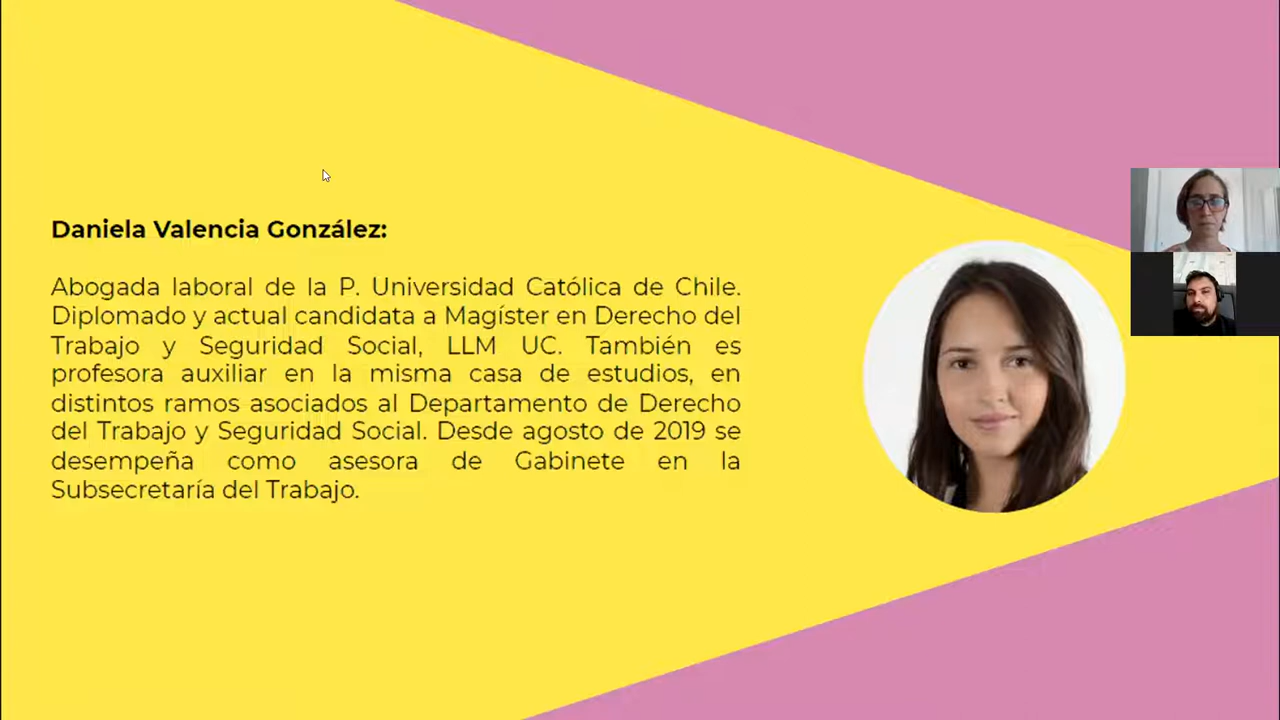 Daniela Valencia González:
Abogada laboral de la P. Universidad Católica de Chile.
Diplomado y actual candidata a Magíster en Derecho del
Trabajo y Seguridad Social, LLM UC. También es
profesora auxiliar en la misma casa de estudios, en
distintos ramos asociados al Departamento de Derecho
del Trabajo y Seguridad Social. Desde agosto de 2019 se
desempeña como asesora de Gabinete en la
Subsecretaría del Trabajo.